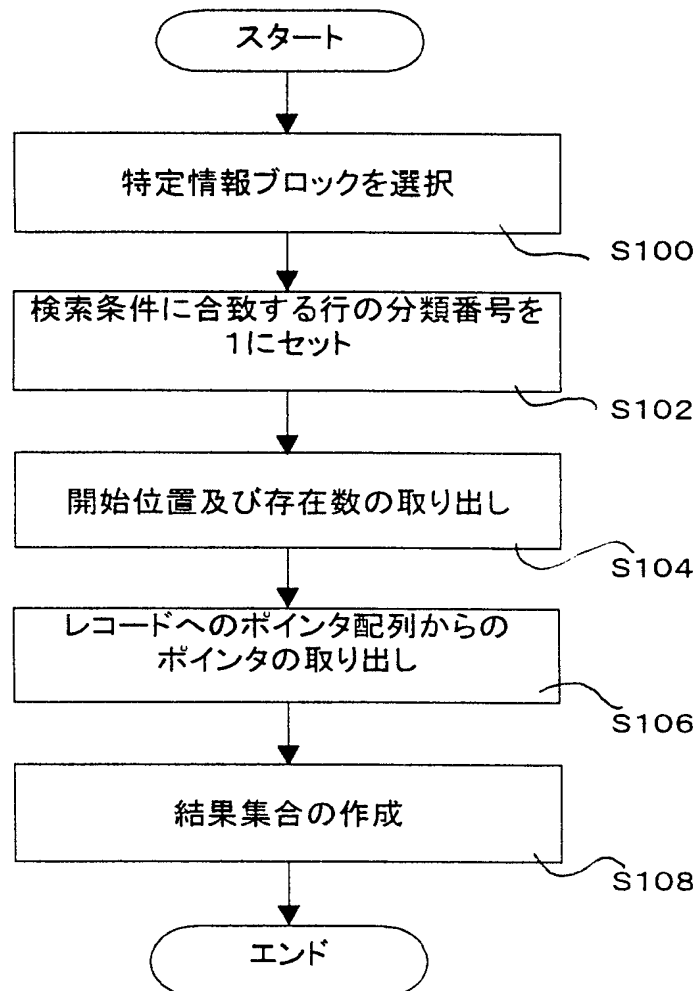 スタート
特定情報ブロックを選択
S100
検索条件に合致する行の分類番号を
1にセット
S102
開始位置及び存在数の取り出し
S104
レコードへのポインタ配列からの
ポインタの取り出し
S106
結果集合の作成
S108
エンド